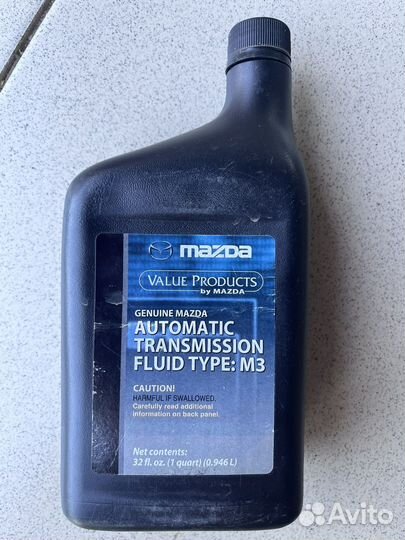 mazda
VALUE PRODUCTS
by MAZDA
GENUINE MAZDA
AUTOMATIC
TRANSMISSION
FLUID TYPE: M3
CAUTION!
HARMFUL IF SWALLOWED.
Carefully read additional
information on back panel.
Net contents:
32 fl. oz. (1 quart) (0.946 L)
Avito